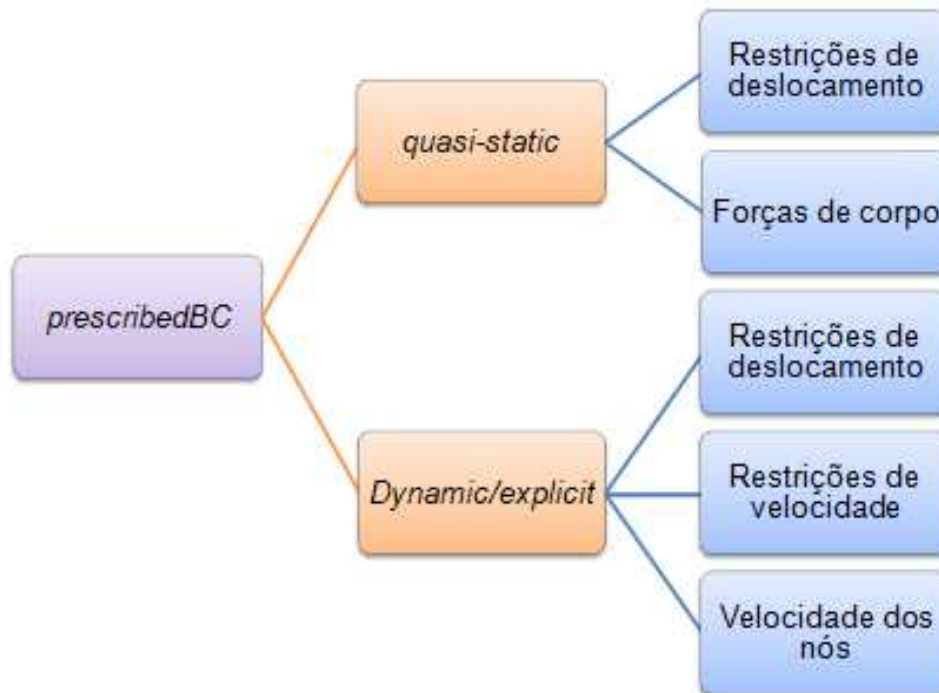 prescribedBC
quasi-static
Restrições de
deslocamento
Forças de corpo
Dynamic/explicit
Restrições de
deslocamento
Restrições de
velocidade
Velocidade dos
nós